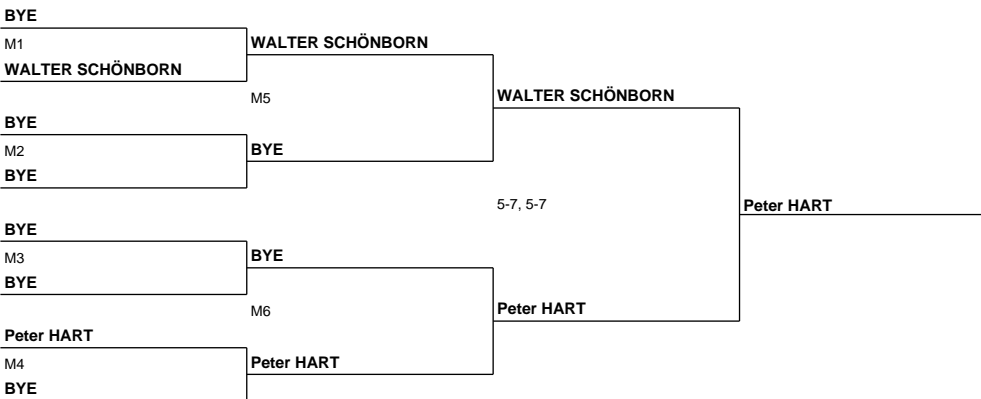 BYE
M1
WALTER SCHÖNBORN
WALTER SCHÖNBORN
M5
WALTER SCHÖNBORN
BYE
M2
BYE
BYE
5-7, 5-7
Peter HART
BYE
M3
BYE
BYE
M6
Peter HART
Peter HART
M4
BYE
Peter HART